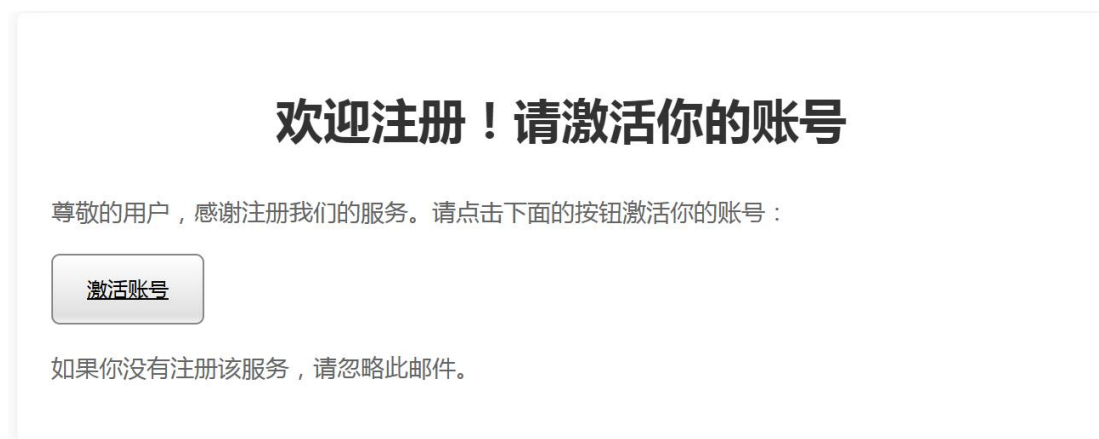 欢迎注册！请激活你的账号
尊敬的用户，感谢注册我们的服务。请点击下面的按钮激活你的账号：
激活账号
如果你没有注册该服务，请忽略此邮件。